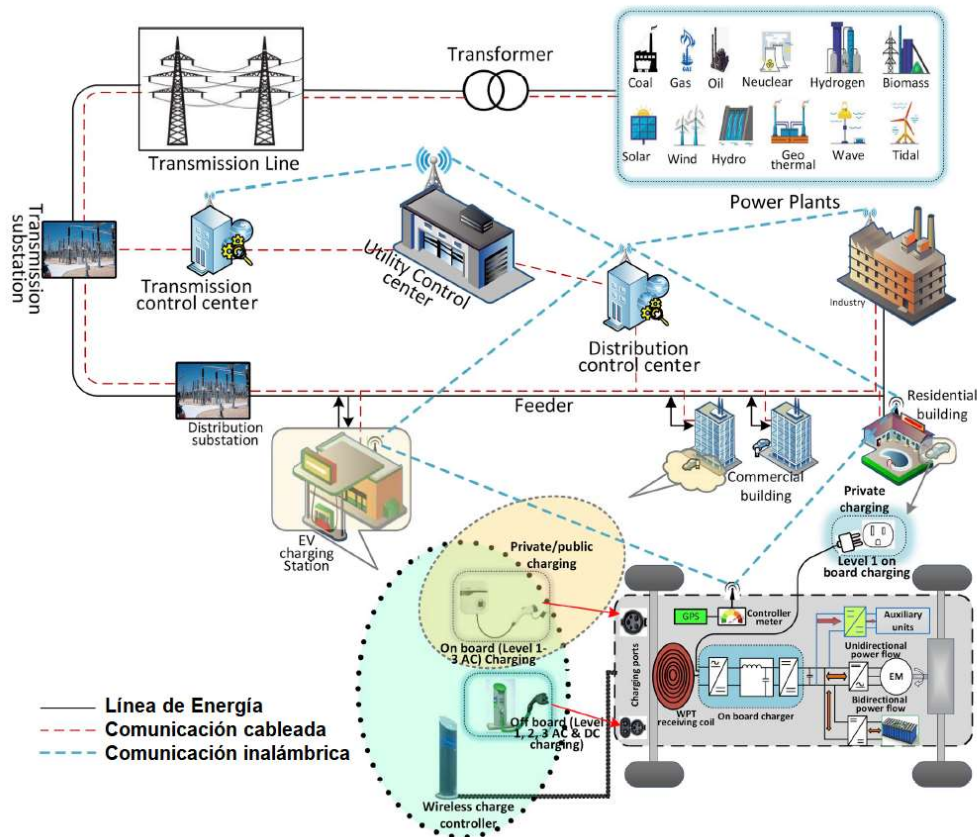 Transmission Line
Transformer
Coal
Gas
Oil
Neuclear
Hydrogen
Biomass
Solar
Wind
Hydro
Geo
thermal
Wave
Tidal
Power Plants
Transmission
substation
Transmission
control center
Utility Control
center
Distribution
control center
Industry
Distribution
substation
Feeder
Residential
building
Commercial
building
EV
charging
Station
Private
charging
Level 1 on
board charging
Private/public
charging
On board (Level 1-
3 AC) Charging
Off board (Level
1, 2, 3 AC & DC
charging)
Wireless charge
controller
Charging ports
GPS
Controller
meter
Auxiliary
units
Unidirectional
power flow
EM
Bidirectional
power flow
WPT
receiving coil
On board charger
Línea de Energía
Comunicación cableada
Comunicación inalámbrica